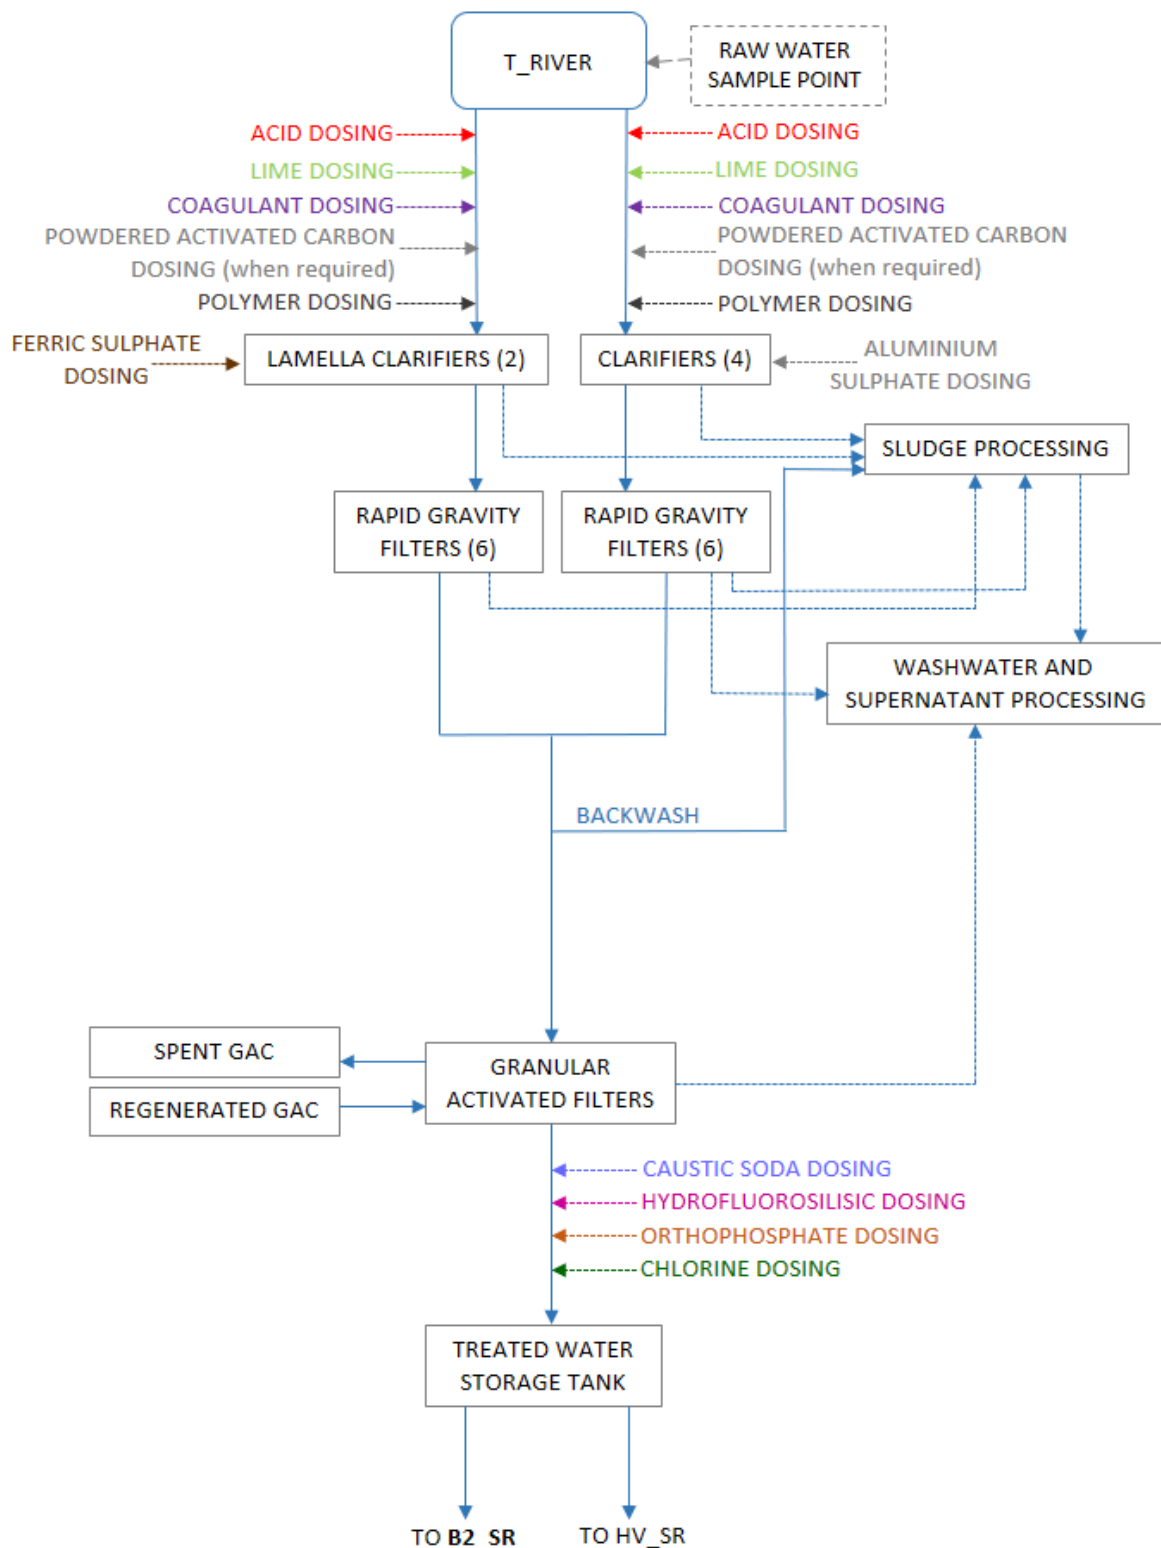 T_RIVER
RAW WATER
SAMPLE POINT
ACID DOSING
ACID DOSING
LIME DOSING
LIME DOSING
COAGULANT DOSING
COAGULANT DOSING
POWDERED ACTIVATED CARBON
DOSING (when required)
POWDERED ACTIVATED CARBON
DOSING (when required)
POLYMER DOSING
POLYMER DOSING
FERRIC SULPHATE
DOSING
LAMELLA CLARIFIERS (2)
CLARIFIERS (4)
ALUMINIUM
SULPHATE DOSING
SLUDGE PROCESSING
RAPID GRAVITY
FILTERS (6)
RAPID GRAVITY
FILTERS (6)
WASHWATER AND
SUPERNATANT PROCESSING
BACKWASH
SPENT GAC
REGENERATED GAC
GRANULAR
ACTIVATED FILTERS
CAUSTIC SODA DOSING
HYDROFLUOROSILISIC DOSING
ORTHOPHOSPHATE DOSING
CHLORINE DOSING
TREATED WATER
STORAGE TANK
TO B2_SR
TO HV_SR